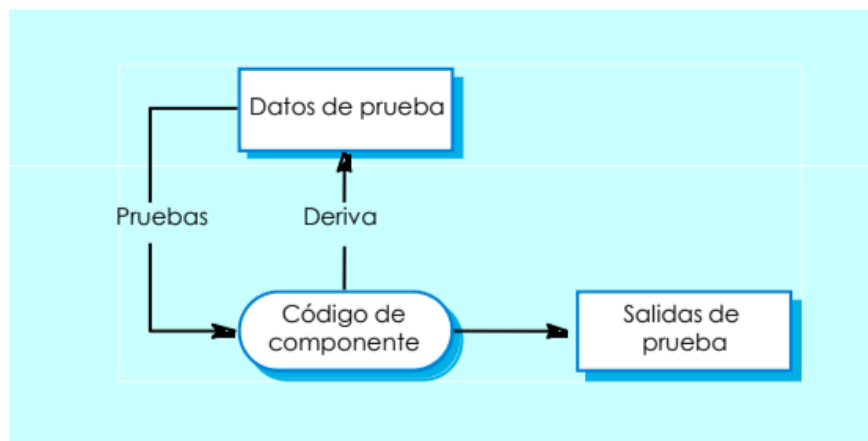 Datos de prueba
Pruebas
Deriva
Código de
componente
Salidas de
prueba